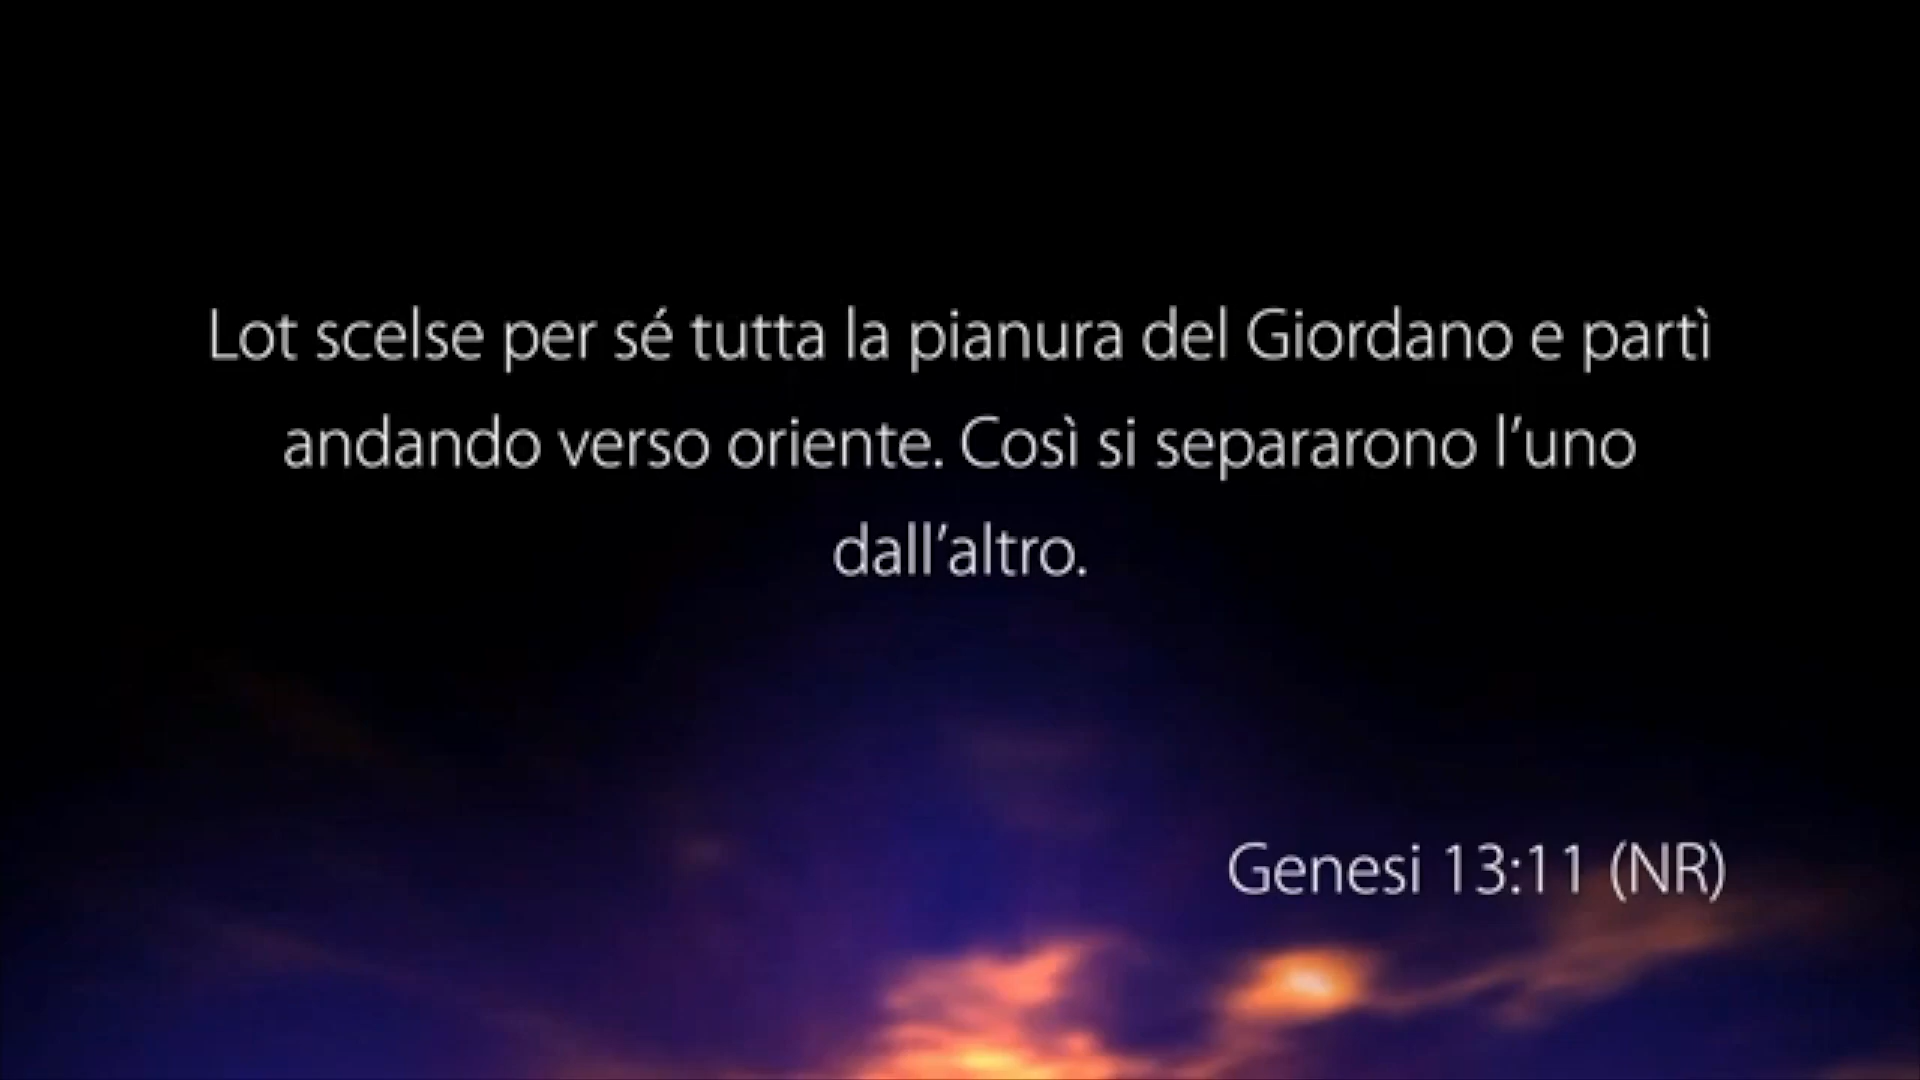 Lot scelse per sé tutta la pianura del Giordano e partì
andando verso oriente. Così si separarono l’uno
dall’altro.
Genesi 13:11 (NR)